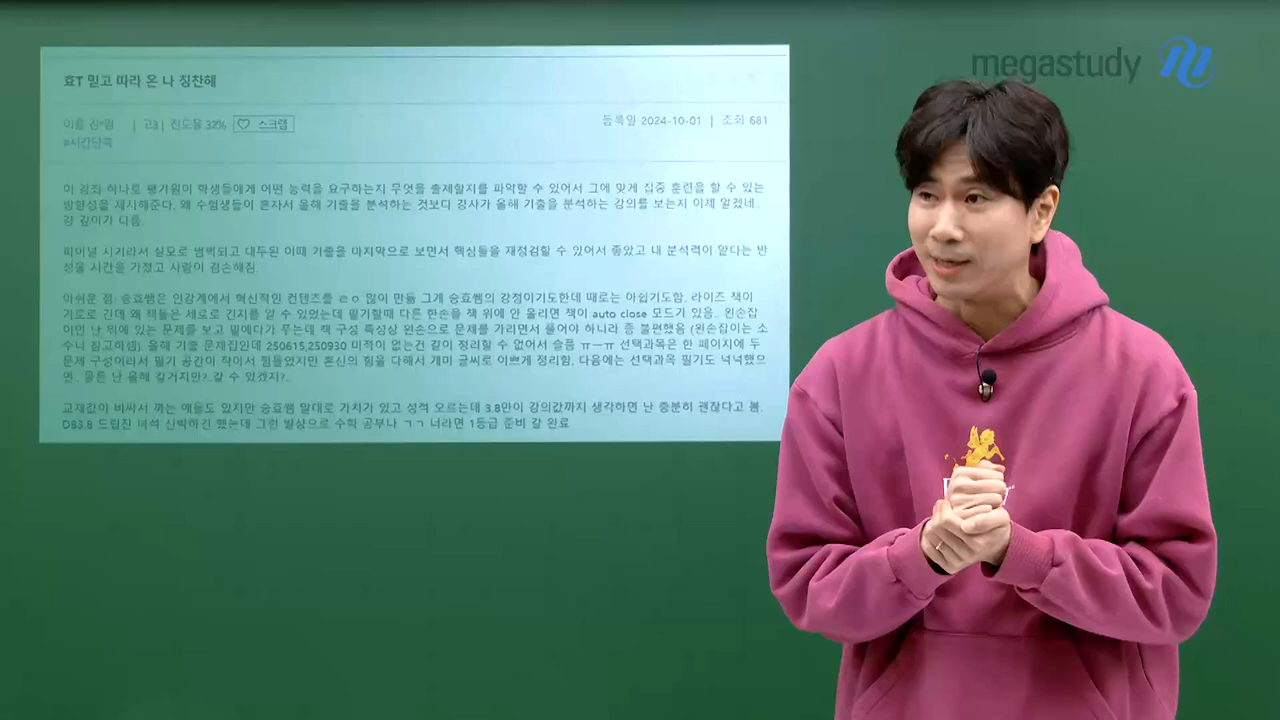 megastudy
효T 믿고 따라 온 나 칭찬해
이름 진*영 | 고3 | 진도율 32% ♡ 스크랩
등록일 2024-10-01 | 조회 681
#시간단축
이 강좌 하나로 평가원이 학생들에게 어떤 능력을 요구하는지 무엇을 출제할지를 파악할 수 있어서 그에 맞게 집중 훈련을 할 수 있는
방향성을 제시해준다. 왜 수험생들이 혼자서 올해 기출을 분석하는 것보다 강사가 올해 기출을 분석하는 강의를 보는지 이제 알겠네..
걍 깊이가 다름.
파이널 시기라서 실모로 범벅되고 대두된 이때 기출을 마지막으로 보면서 핵심들을 재정검할 수 있어서 좋았고 내 분석력이 얕다는 반
성을 시간을 가졌고 사람이 겸손해짐.
아쉬운 점: 승효쌤은 인강계에서 혁신적인 컨텐츠를 ㄹㅇ 많이 만듦 그게 승효쌤의 강점이기도한데 때로는 아쉽기도함. 라이즈 책이
가로로 긴데 왜 책들은 세로로 긴지를 알 수 있었는데 필기할때 다른 한손을 책 위에 안 올리면 책이 auto close 모드가 있음.. 왼손잡
이인 난 위에 있는 문제를 보고 밑에다가 푸는데 책 구성 특성상 왼손으로 문제를 가리면서 풀어야 하니라 좀 불편했음 (왼손잡이는 소
수니 참고하셈). 올해 기출 문제집인데 250615,250930 미적이 없는건 같이 정리할 수 없어서 슬픔 ㅠㅡㅠ 선택과목은 한 페이지에 두
문제 구성이라서 필기 공간이 작아서 힘들었지만 혼신의 힘을 다해서 개미 글씨로 이쁘게 정리함. 다음에는 선택과목 필기도 넉넉했으
면.. 물론 난 올해 갈거지만?..갈 수 있겠지?..
교재값이 비싸서 까는 애들도 있지만 승효쌤 말대로 가치가 있고 성적 오르는데 3.8만이 강의값까지 생각하면 난 충분히 괜찮다고 봄.
DB3.8 드립친 녀석 신박하긴 했는데 그런 발상으로 수학 공부나 ㄱㄱ 너라면 1등급 준비 갈 완료